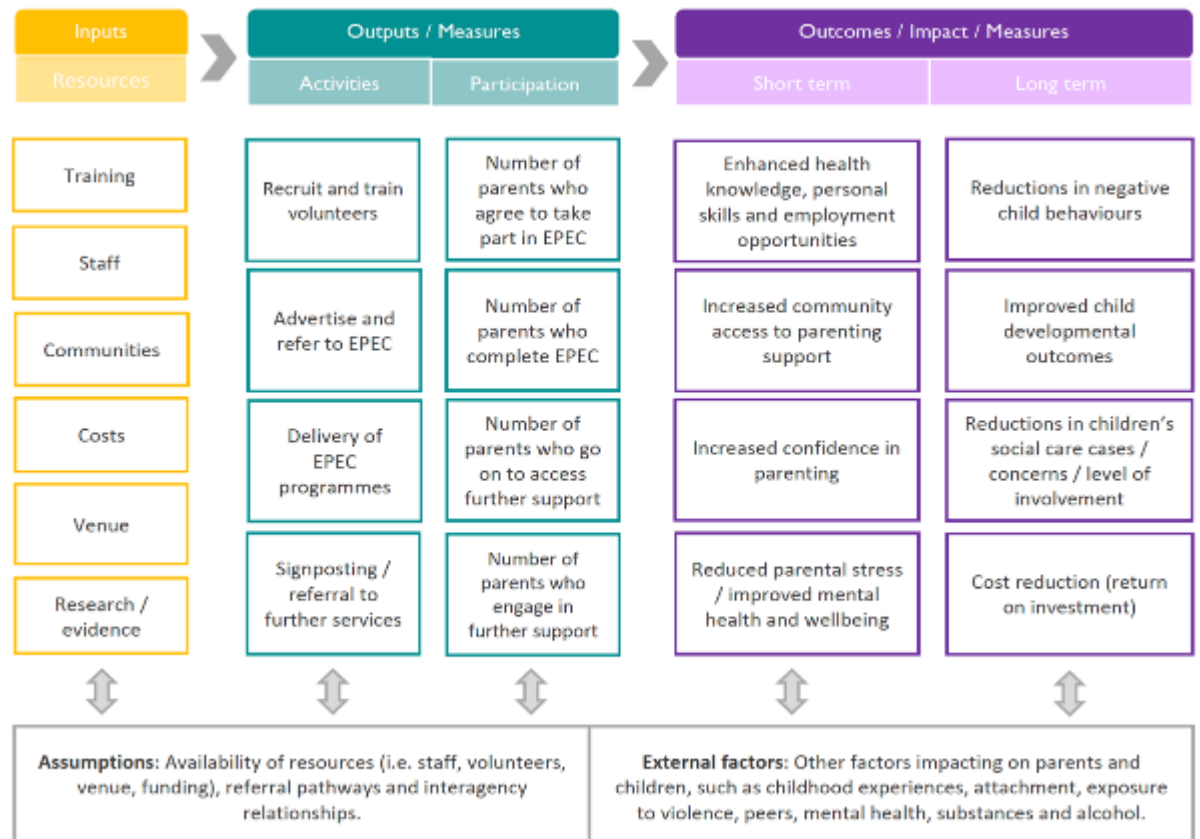 Inputs
Resources
Outputs / Measures
Activities
Participation
Outcomes / Impact / Measures
Short term
Long term
Training
Staff
Communities
Costs
Venue
Research /
evidence
Recruit and train
volunteers
Advertise and
refer to EPEC
Delivery of
EPEC
programmes
Signposting /
referral to
further services
Number of
parents who
agree to take
part in EPEC
Number of
parents who
complete EPEC
Number of
parents who go
on to access
further support
Number of
parents who
engage in
further support
Enhanced health
knowledge, personal
skills and employment
opportunities
Increased community
access to parenting
support
Increased confidence in
parenting
Reduced parental stress
/ improved mental
health and wellbeing
Reductions in negative
child behaviours
Improved child
developmental
outcomes
Reductions in children's
social care cases /
concerns / level of
involvement
Cost reduction (return
on investment)
Assumptions: Availability of resources (i.e. staff, volunteers,
venue, funding), referral pathways and interagency
relationships.
External factors: Other factors impacting on parents and
children, such as childhood experiences, attachment, exposure
to violence, peers, mental health, substances and alcohol.